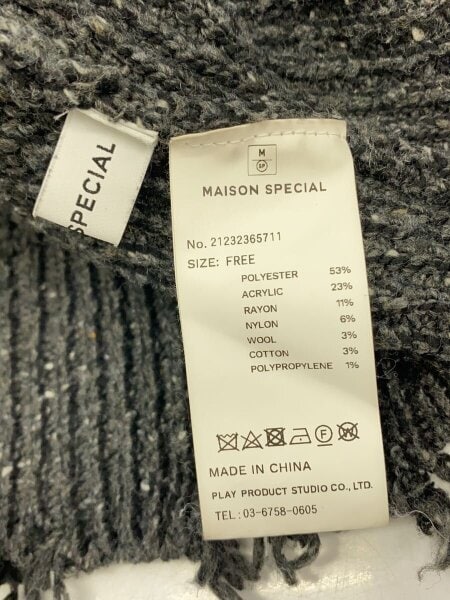 SPECIAL
M
SP
MAISON SPECIAL
No. 21232365711
SIZE: FREE
POLYESTER 53%
ACRYLIC 23%
RAYON 11%
NYLON 6%
WOOL 3%
COTTON 3%
POLYPROPYLENE 1%
F
W
MADE IN CHINA
PLAY PRODUCT STUDIO CO., LTD.
TEL: 03-6758-0605